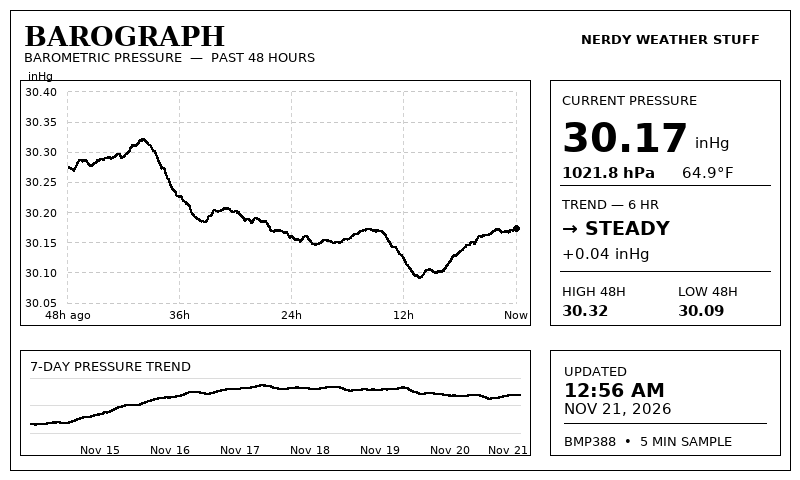 BAROGRAPH
BAROMETRIC PRESSURE — PAST 48 HOURS
NERDY WEATHER STUFF
inHg
30.40
30.35
30.30
30.25
30.20
30.15
30.10
30.05
48h ago 36h 24h 12h Now
CURRENT PRESSURE
30.17 inHg
1021.8 hPa 64.9°F
TREND — 6 HR
→ STEADY
+0.04 inHg
HIGH 48H LOW 48H
30.32 30.09
7-DAY PRESSURE TREND
Nov 15 Nov 16 Nov 17 Nov 18 Nov 19 Nov 20 Nov 21
UPDATED
12:56 AM
NOV 21, 2026
BMP388 • 5 MIN SAMPLE